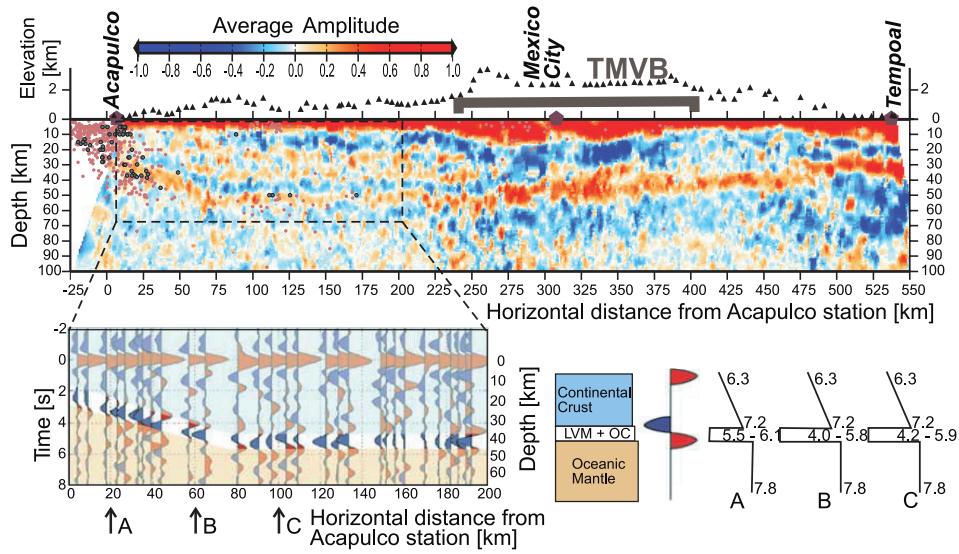 Average Amplitude
-1.0 -0.8 -0.6 -0.4 -0.2 0.0 0.2 0.4 0.6 0.8 1.0
Elevation
[km]
2
0
Acapulco
Mexico
City
TMVB
Tempoal
2
0
Depth [km]
10
20
30
40
50
60
70
80
90
100
10
20
30
40
50
60
70
80
90
100
-25 0 25 50 75 100 125 150 175 200 225 250 275 300 325 350 375 400 425 450 475 500 525 550
Horizontal distance from Acapulco station [km]
Time [s]
-2
0
2
4
6
8
0
10
20
30
40
50
60
Depth [km]
0 20 40 60 80 100 120 140 160 180 200
A
B
C
Horizontal distance from
Acapulco station [km]
Continental
Crust
LVM + OC
Oceanic
Mantle
6.3 6.3 6.3
7.2 7.2 7.2
5.5 - 6.1 4.0 - 5.8 4.2 - 5.9
7.8 7.8 7.8
A B C